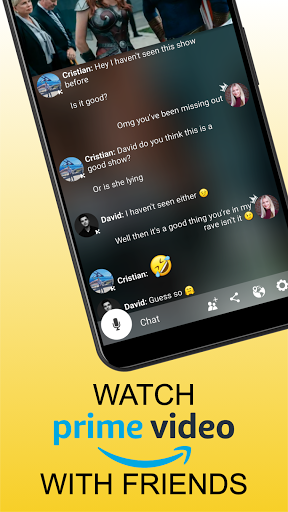 Cristian: Hey I haven't seen this show
before
Is it good?
Omg you've been missing out
Cristian: David do you think this is a
good show?
Or is she lying
David: I haven't seen either 😉
Well then it's a good thing you're in my
rave isn't it 😉
Cristian: 🤣
David: Guess so 🤗
Chat
WATCH
prime video
WITH FRIENDS